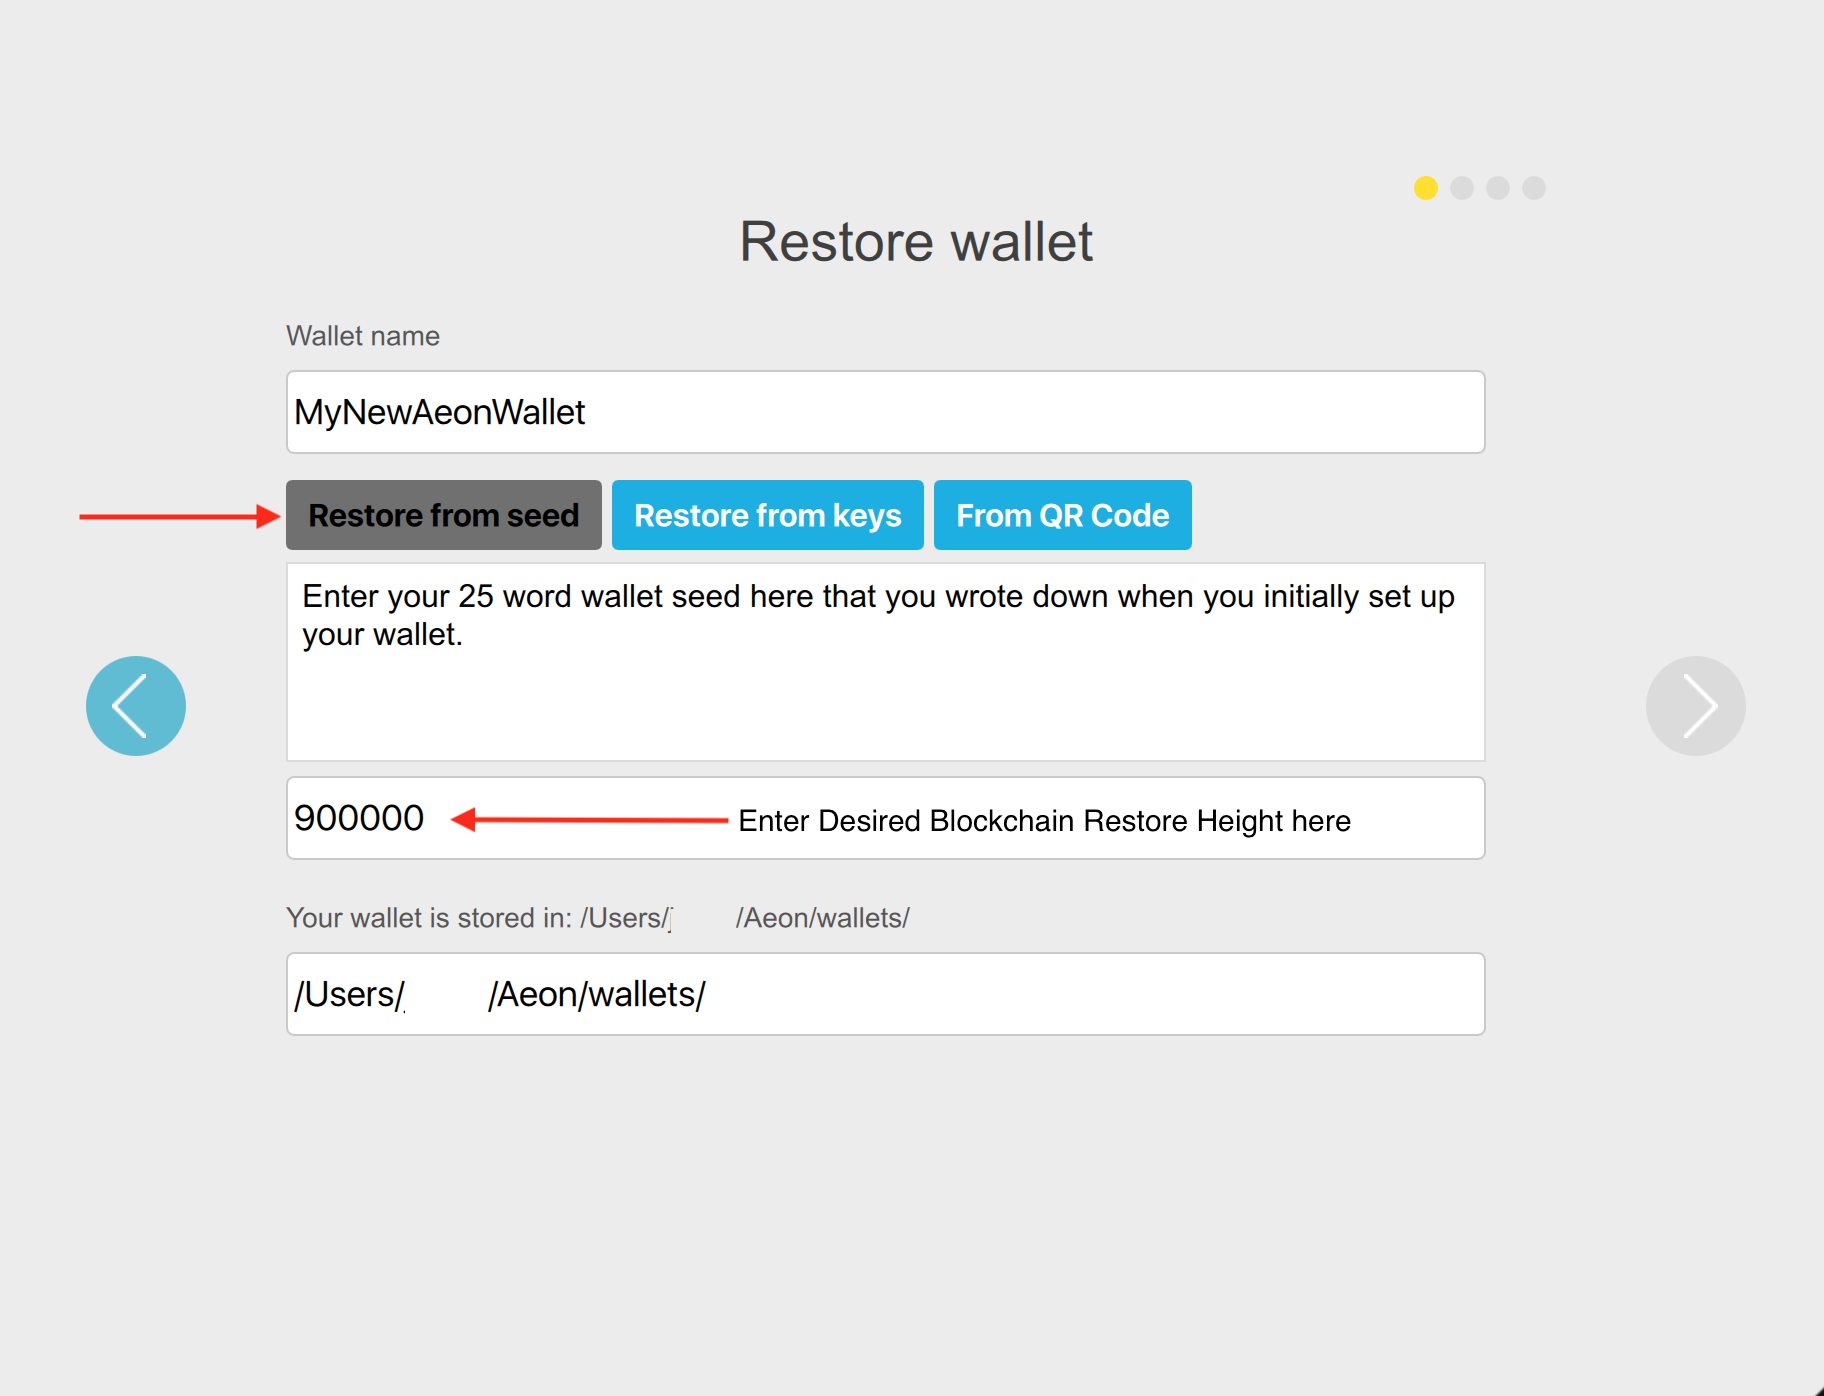 Restore wallet
Wallet name
MyNewAeonWallet
Restore from seed Restore from keys From QR Code
Enter your 25 word wallet seed here that you wrote down when you initially set up
your wallet.
900000 Enter Desired Blockchain Restore Height here
Your wallet is stored in: /Users/ /Aeon/wallets/
/Users/ /Aeon/wallets/